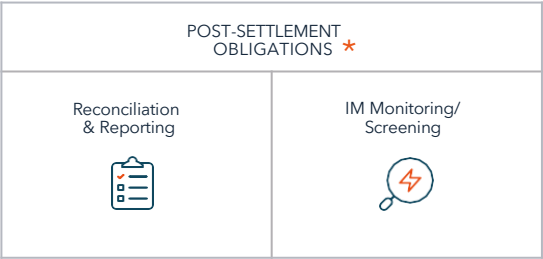 POST-SETTLEMENT
OBLIGATIONS *
Reconciliation
& Reporting
IM Monitoring/
Screening